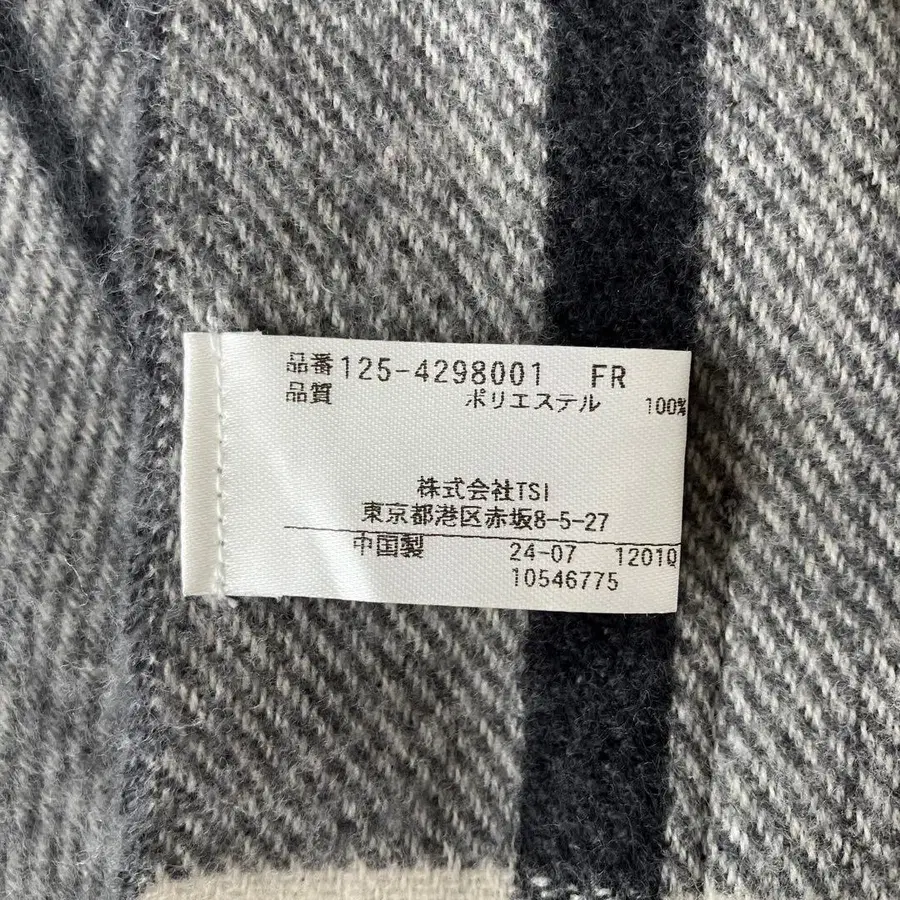 品番 125-4298001 FR
品質 ポリエステル 100%
株式会社TSI
東京都港区赤坂8-5-27
中国製 24-07 1201Q
10546775